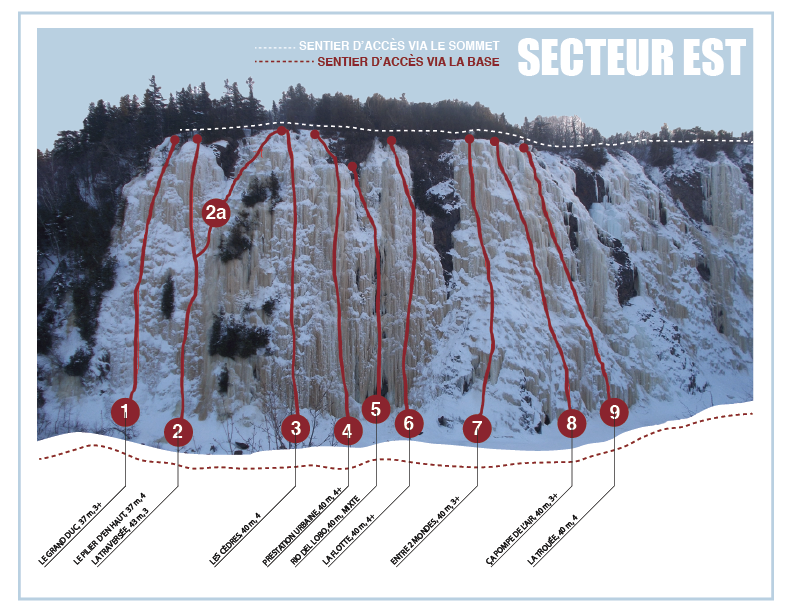 SENTIER D'ACCÈS VIA LE SOMMET
SENTIER D'ACCÈS VIA LA BASE
SECTEUR EST
2a
1
2
3
4
5
6
7
8
9
LE GRAND DUC, 37 m, 3+
LE PILIER D'EN HAUT, 37 m, 4
LA TRAVERSÉE, 43 m, 3
LES CÈDRES, 40 m, 4
PRESTATION URBAINE, 40 m, 4+
RIO DEL LOBO, 40 m, MIXTE
LA FLOTTE, 40 m, 4+
ENTRE 2 MONDES, 40 m, 3+
ÇA POMPE DE L'AIR, 40 m, 3+
LA TROUÉE, 40 m, 4